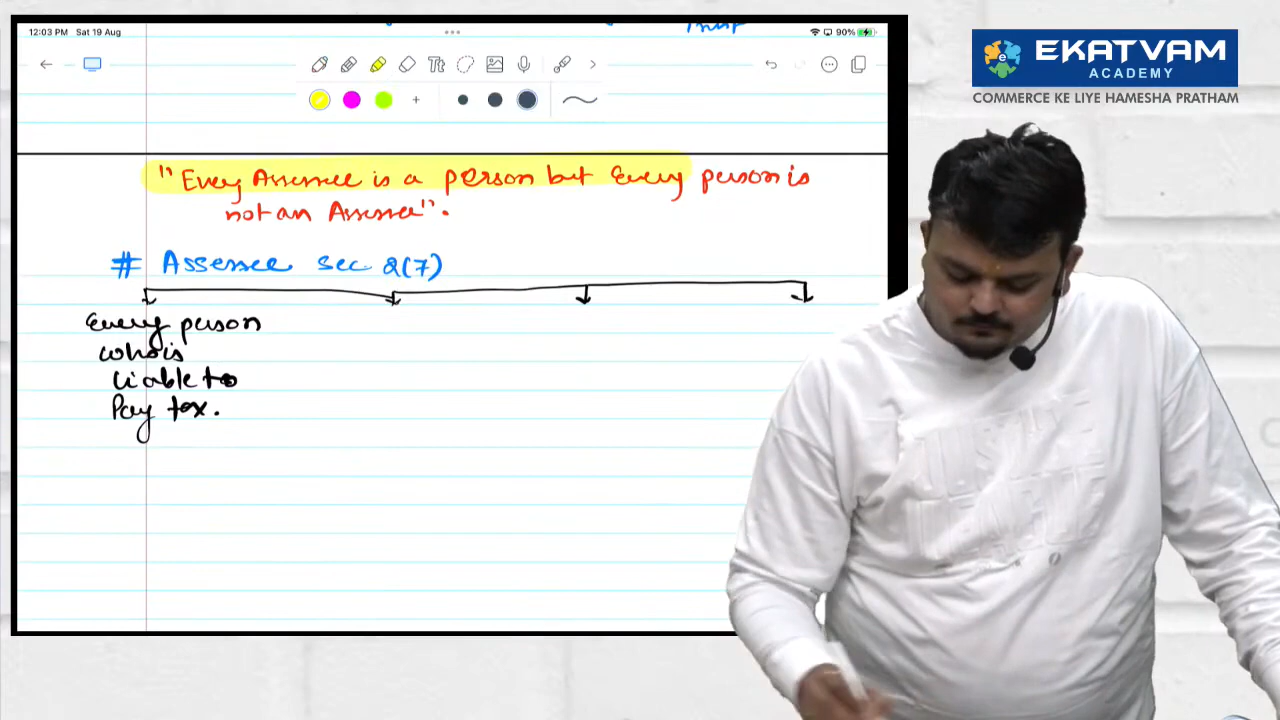 12:03 PM Sat 19 Aug
90%
EKATVAM
ACADEMY
COMMERCE KE LIYE HAMESHA PRATHAM
Tt
"Every Assessee is a person but Every person is
not an Assessee".
# Assessee sec 2(7)
Every person
who is
liable to
Pay tax.